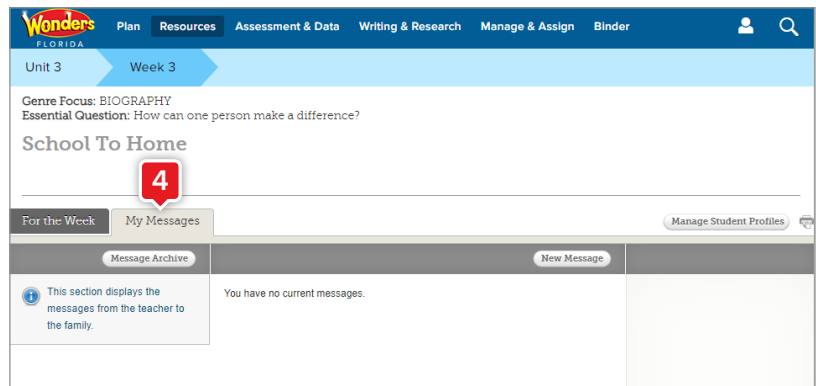 Wonders
FLORIDA
Plan Resources Assessment & Data Writing & Research Manage & Assign Binder
Unit 3 Week 3
Genre Focus: BIOGRAPHY
Essential Question: How can one person make a difference?
School To Home
4
For the Week My Messages Manage Student Profiles
Message Archive New Message
This section displays the
messages from the teacher to
the family.
You have no current messages.